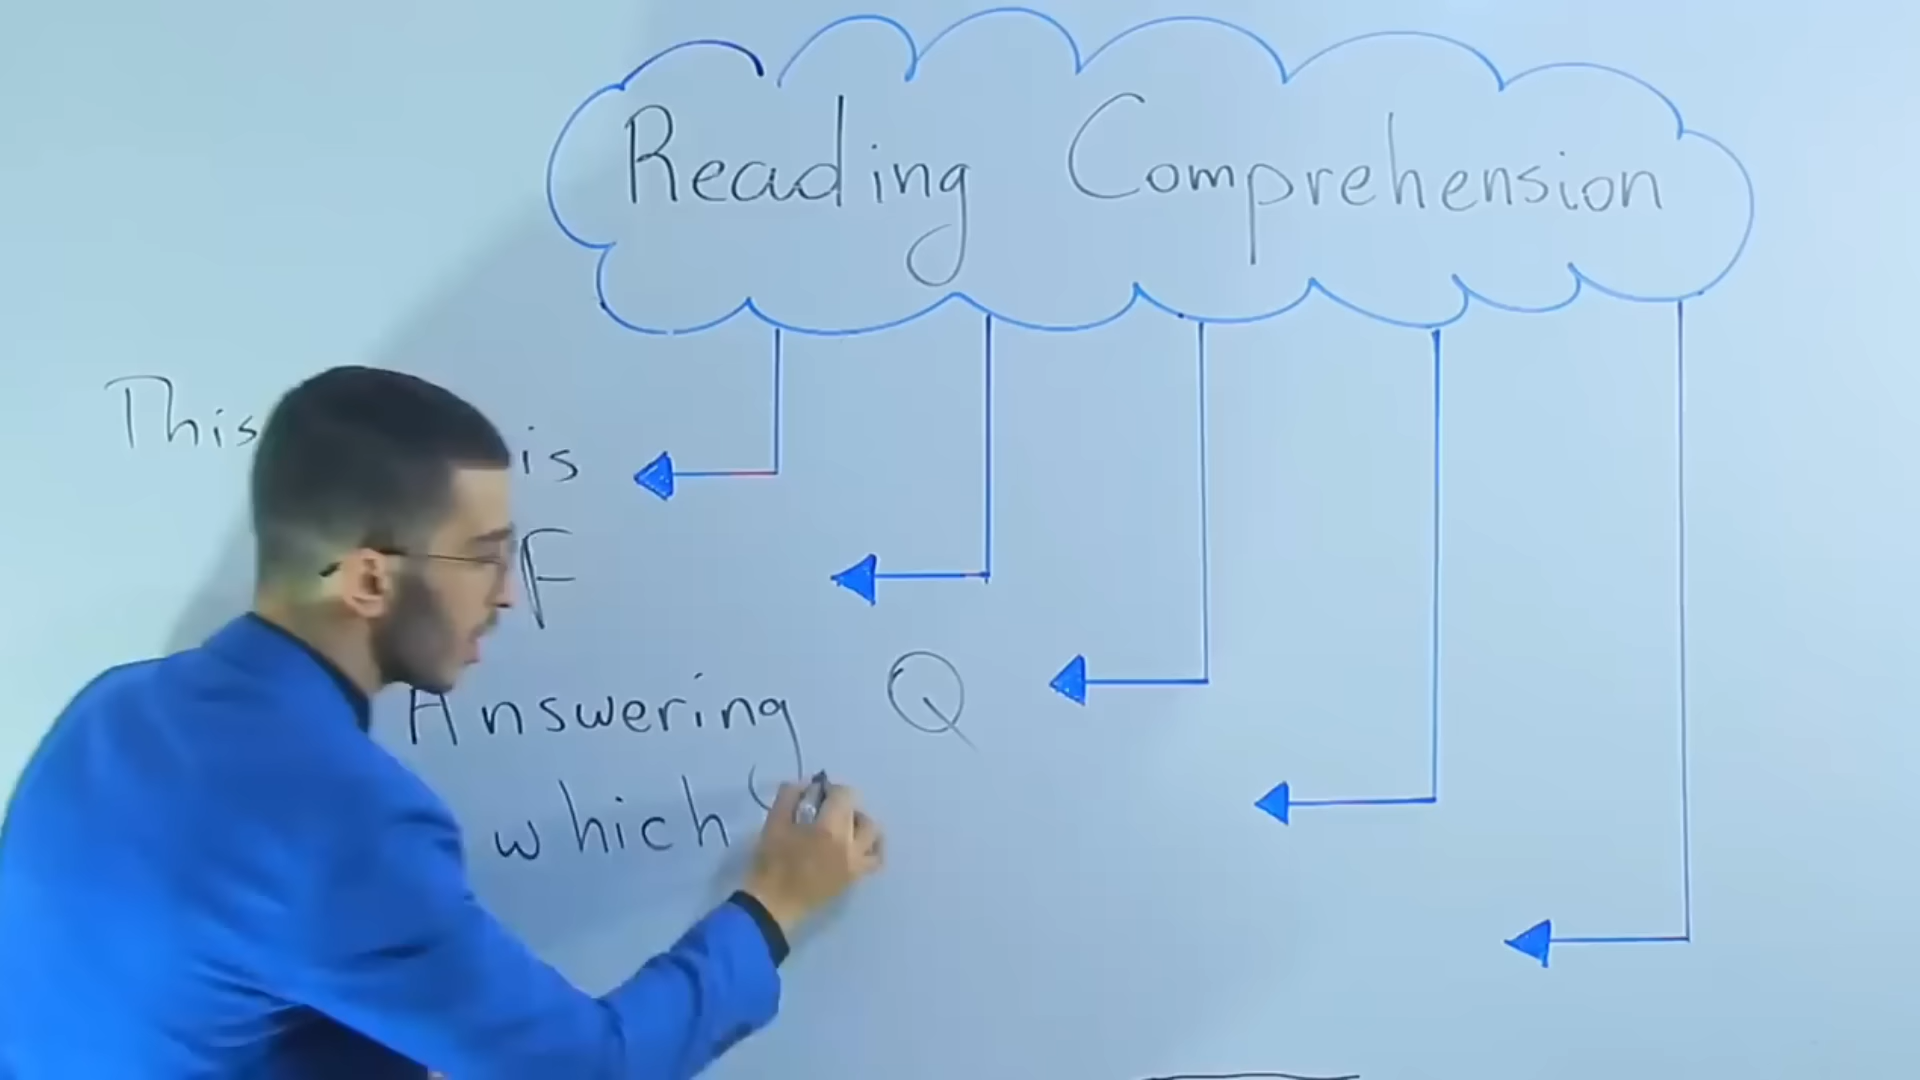 Reading Comprehension
This is
F
Answering Q
which